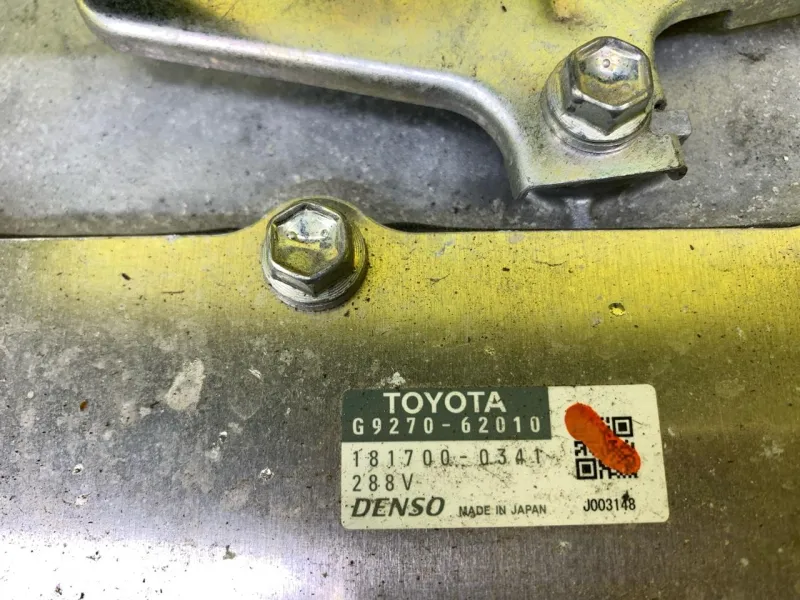 TOYOTA
G9270-62010
181700-0341
288V
DENSO MADE IN JAPAN
J003148